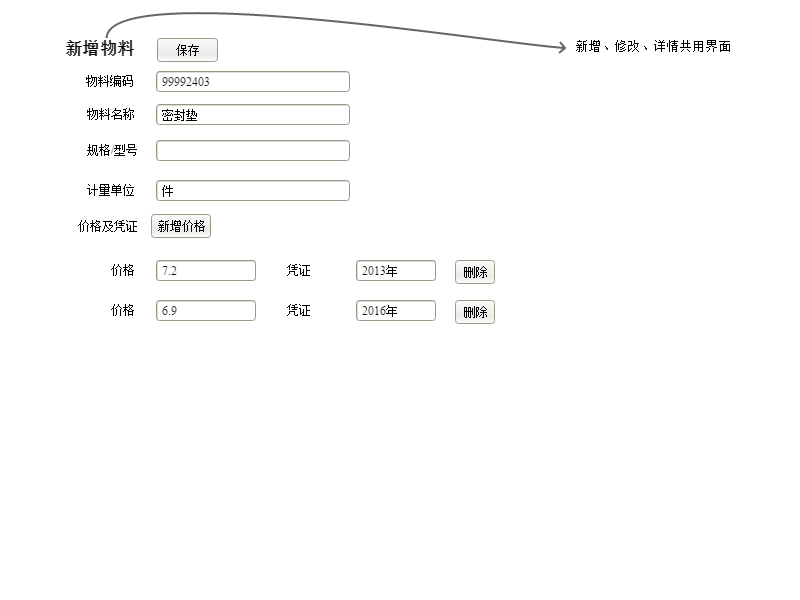 新增物料 保存 新增、修改、详情共用界面
物料编码 99992403
物料名称 密封垫
规格/型号
计量单位 件
价格及凭证 新增价格
价格 7.2 凭证 2013年 删除
价格 6.9 凭证 2016年 删除